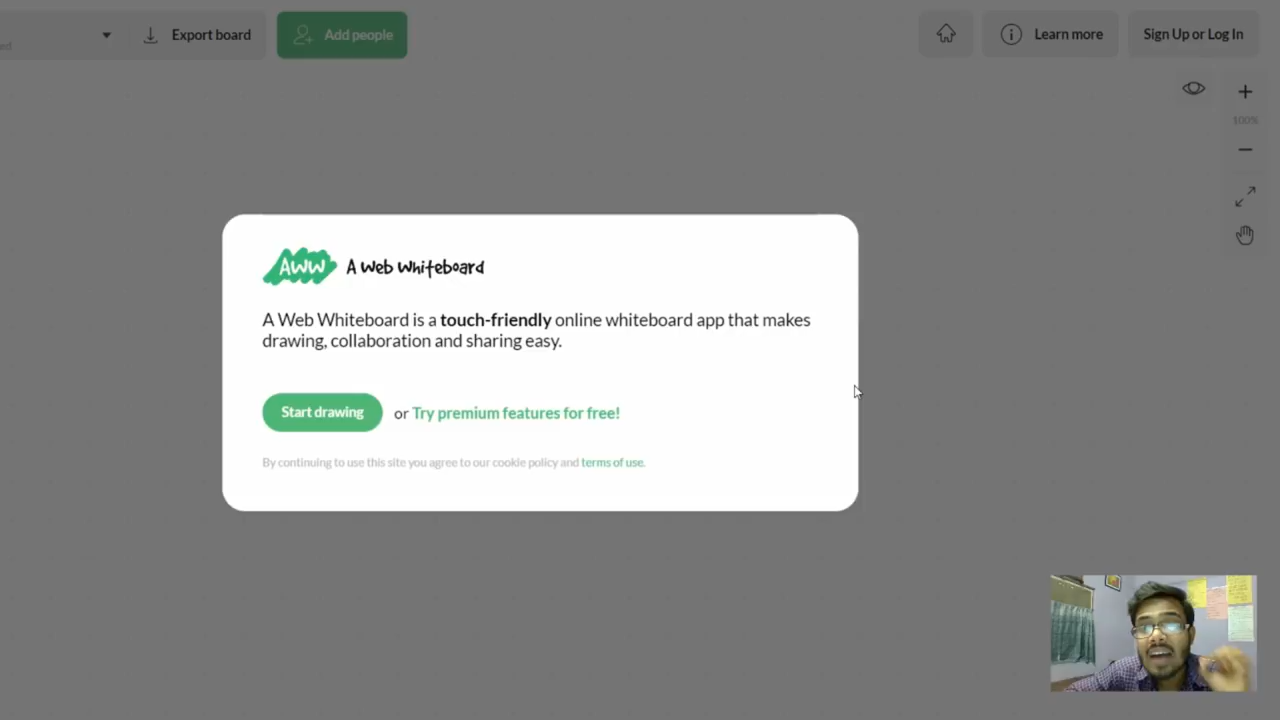 ed
Export board
Add people
Learn more
Sign Up or Log In
100%
AWW A Web Whiteboard
A Web Whiteboard is a touch-friendly online whiteboard app that makes
drawing, collaboration and sharing easy.
Start drawing or Try premium features for free!
By continuing to use this site you agree to our cookie policy and terms of use.